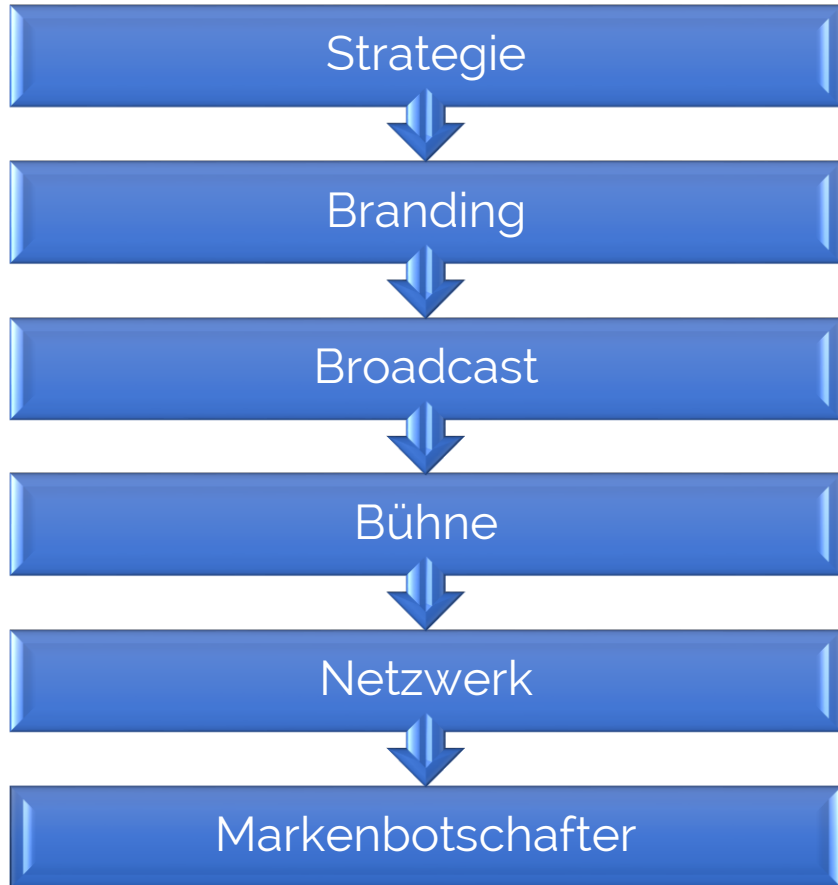 Strategie
Branding
Broadcast
Bühne
Netzwerk
Markenbotschafter